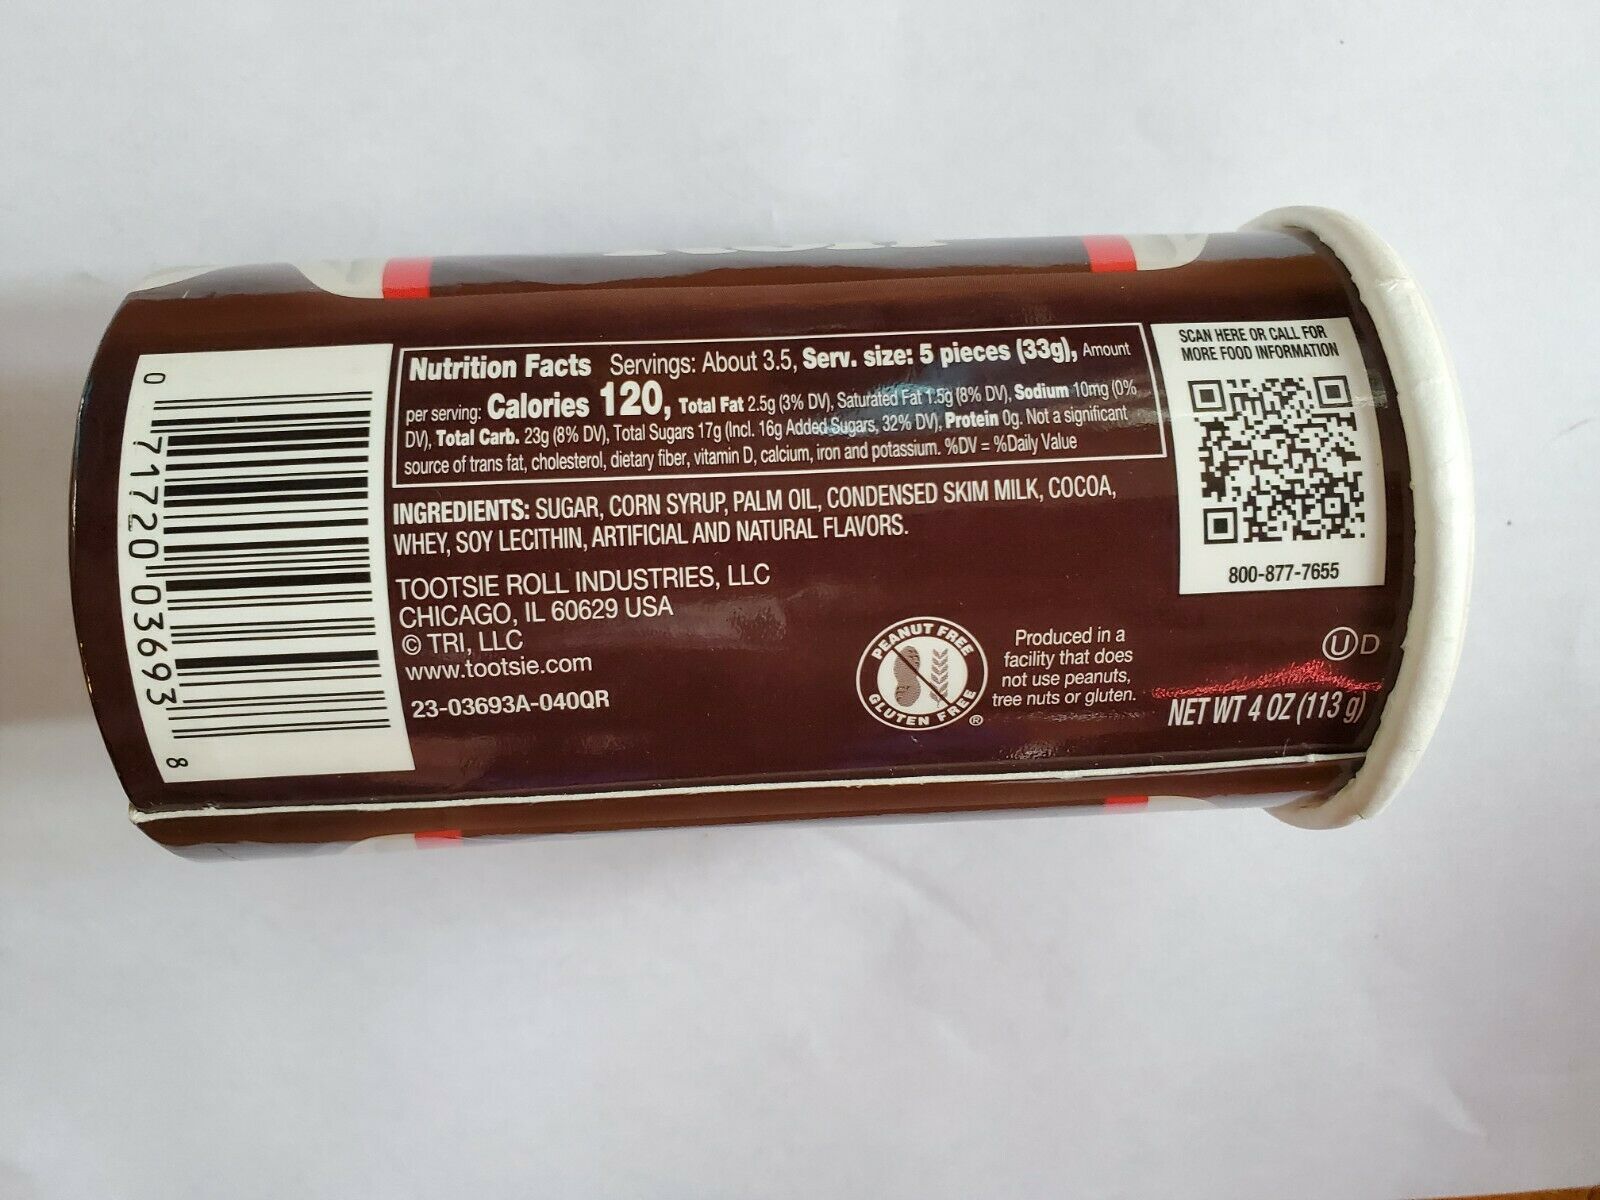 Nutrition Facts Servings: About 3.5, Serv. size: 5 pieces (33g), Amount
per serving: Calories 120, Total Fat 2.5g (3% DV), Saturated Fat 1.5g (8% DV), Sodium 10mg (0%
DV), Total Carb. 23g (8% DV), Total Sugars 17g (Incl. 16g Added Sugars, 32% DV), Protein 0g. Not a significant
source of trans fat, cholesterol, dietary fiber, vitamin D, calcium, iron and potassium. %DV = %Daily Value
INGREDIENTS: SUGAR, CORN SYRUP, PALM OIL, CONDENSED SKIM MILK, COCOA,
WHEY, SOY LECITHIN, ARTIFICIAL AND NATURAL FLAVORS.
TOOTSIE ROLL INDUSTRIES, LLC
CHICAGO, IL 60629 USA
© TRI, LLC
www.tootsie.com
23-03693A-040QR
PEANUT FREE
GLUTEN FREE
®
Produced in a
facility that does
not use peanuts,
tree nuts or gluten.
SCAN HERE OR CALL FOR
MORE FOOD INFORMATION
800-877-7655
U D
NET WT 4 OZ (113 g)
0 71720 03693 8